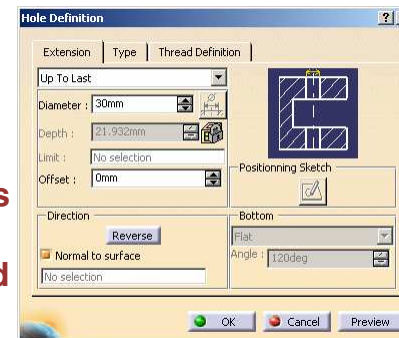 Hole Definition
Extension Type Thread Definition
Up To Last
Diameter : 30mm
Depth : 21.932mm
Limit : No selection
Offset : 0mm
Positionning Sketch
s
Direction
Bottom
Reverse
Flat
Normal to surface
Angle : 120deg
d
No selection
OK Cancel Preview